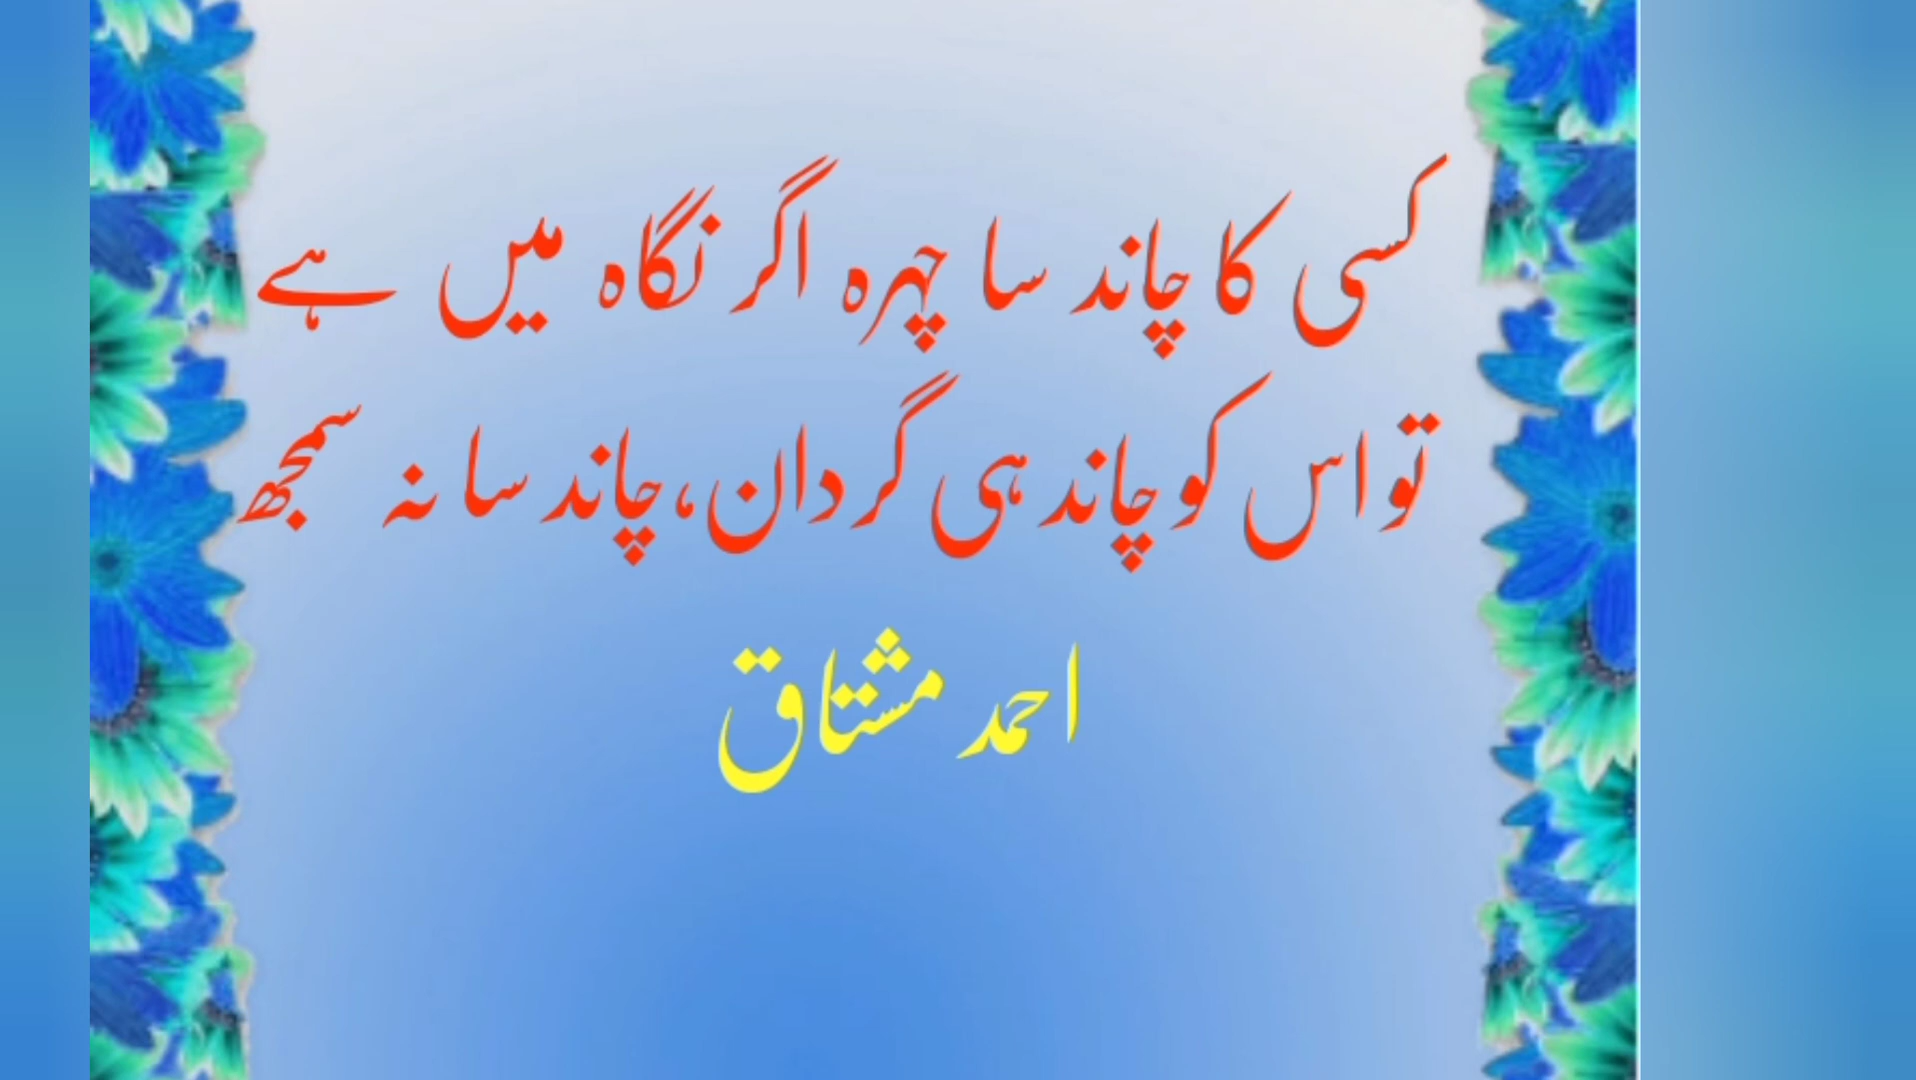 کسی کا چاند سا چہرہ اگر نگاہ میں ہے
تو اس کو چاند ہی گردان، چاند سا نہ سمجھ
احمد مشتاق